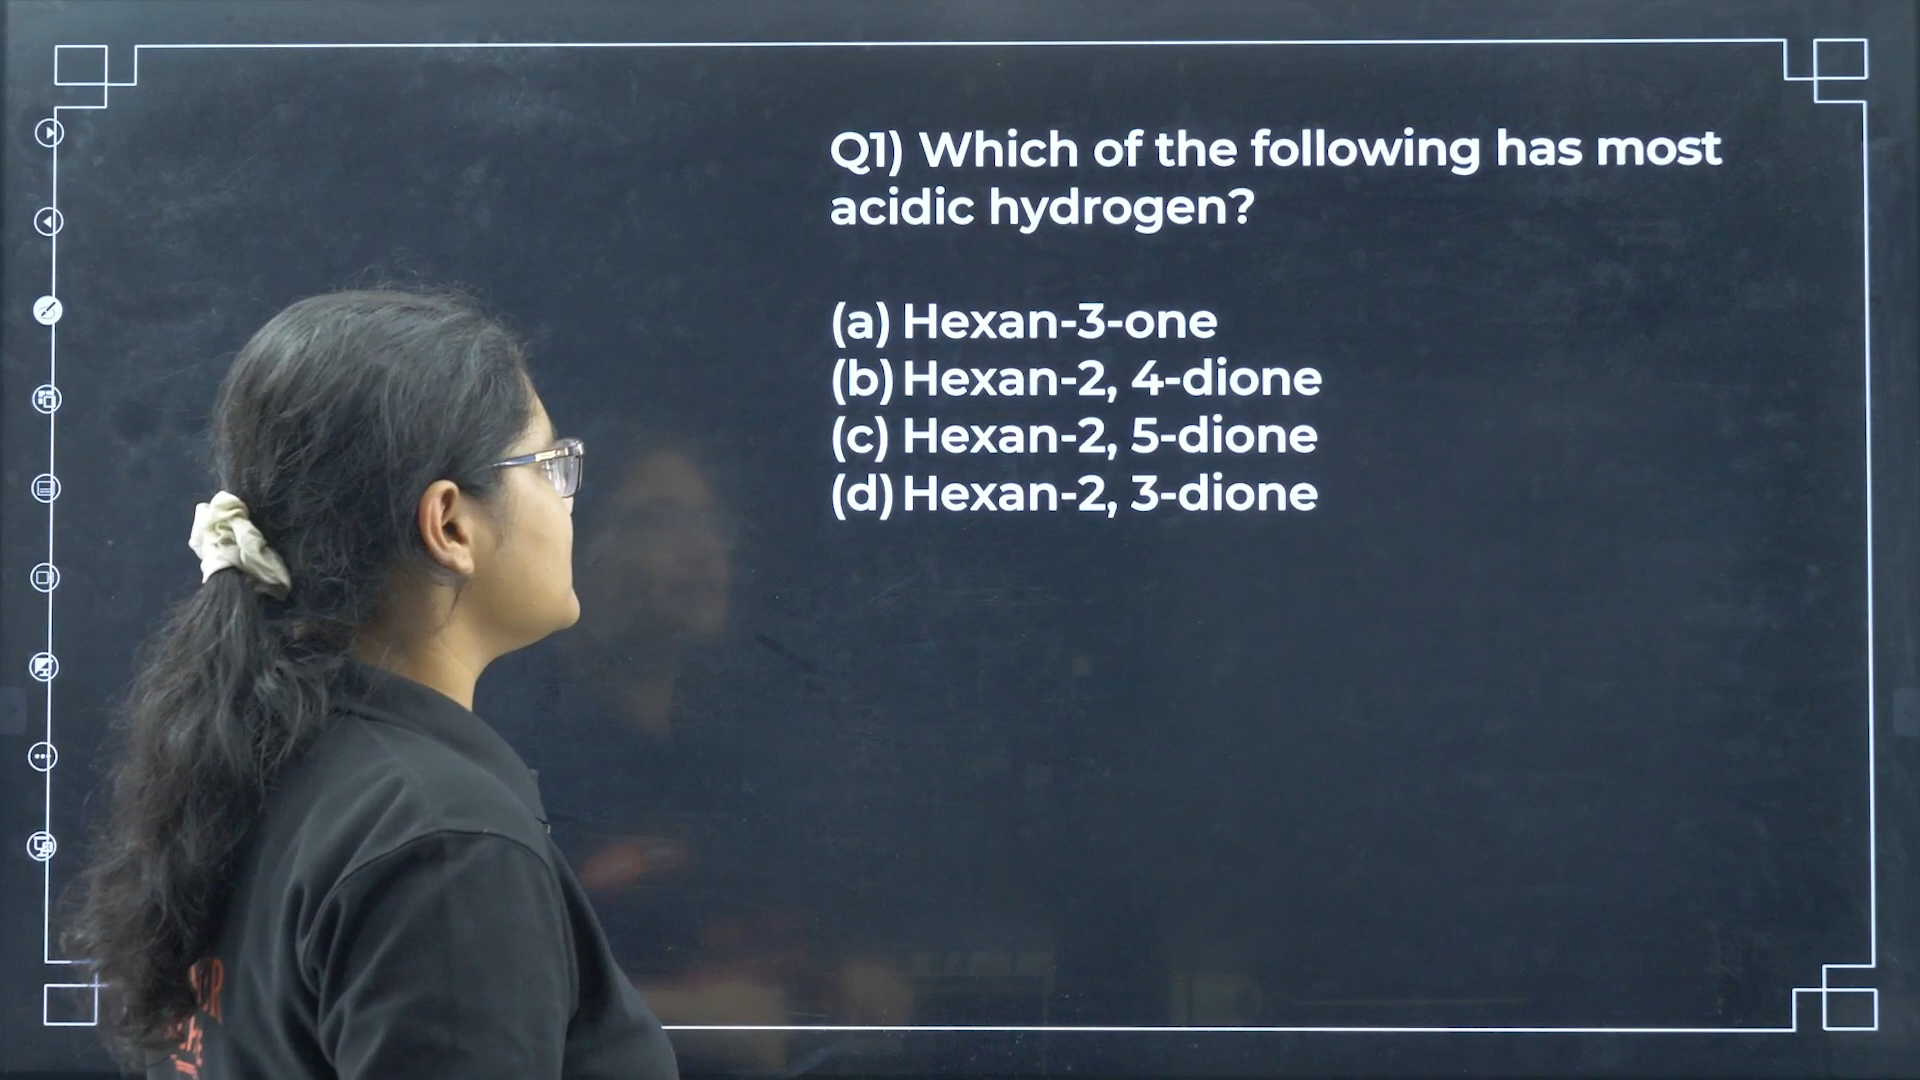 Q1) Which of the following has most
acidic hydrogen?
(a) Hexan-3-one
(b) Hexan-2, 4-dione
(c) Hexan-2, 5-dione
(d) Hexan-2, 3-dione